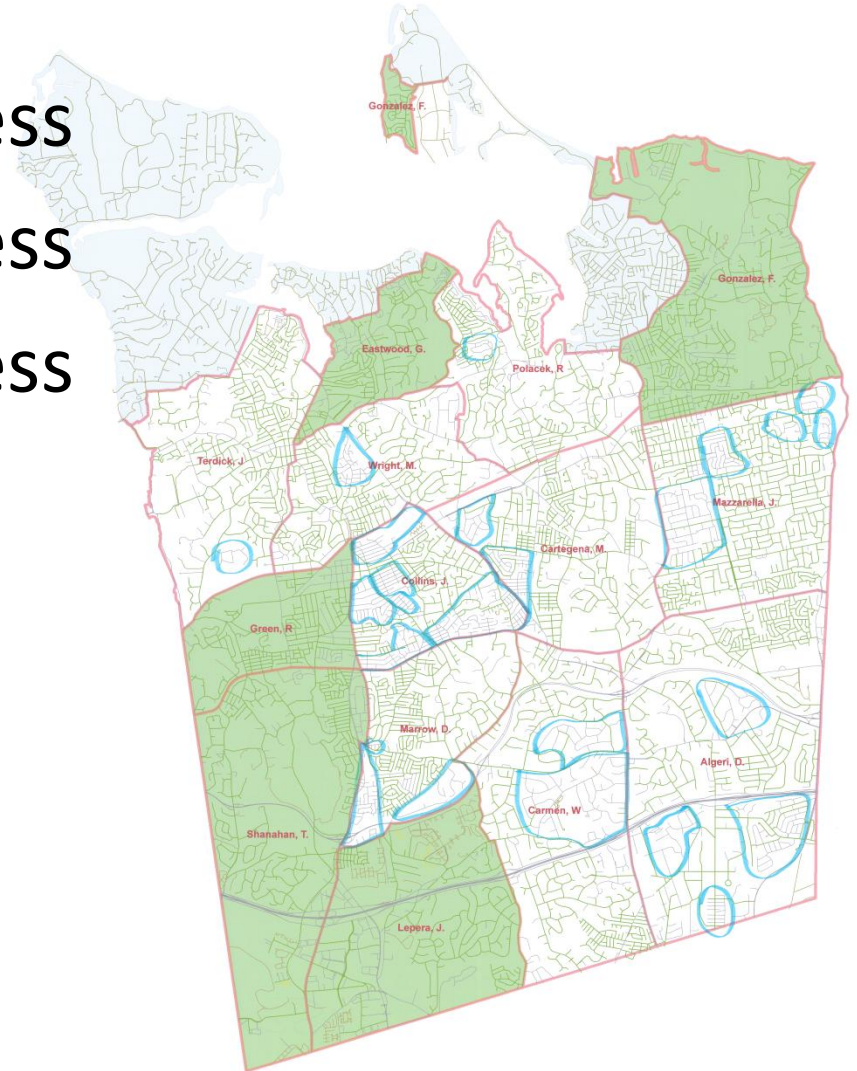 ess
ess
ess
Gonzalez, F.
Gonzalez, F.
Eastwood, G.
Polacek, R
Terdick, J
Wright, M.
Mazzarella, J.
Cartegena, M.
Collins, J.
Green, R
Marrow, D.
Algeri, D.
Carmen, W
Shanahan, T.
Lepera, J.